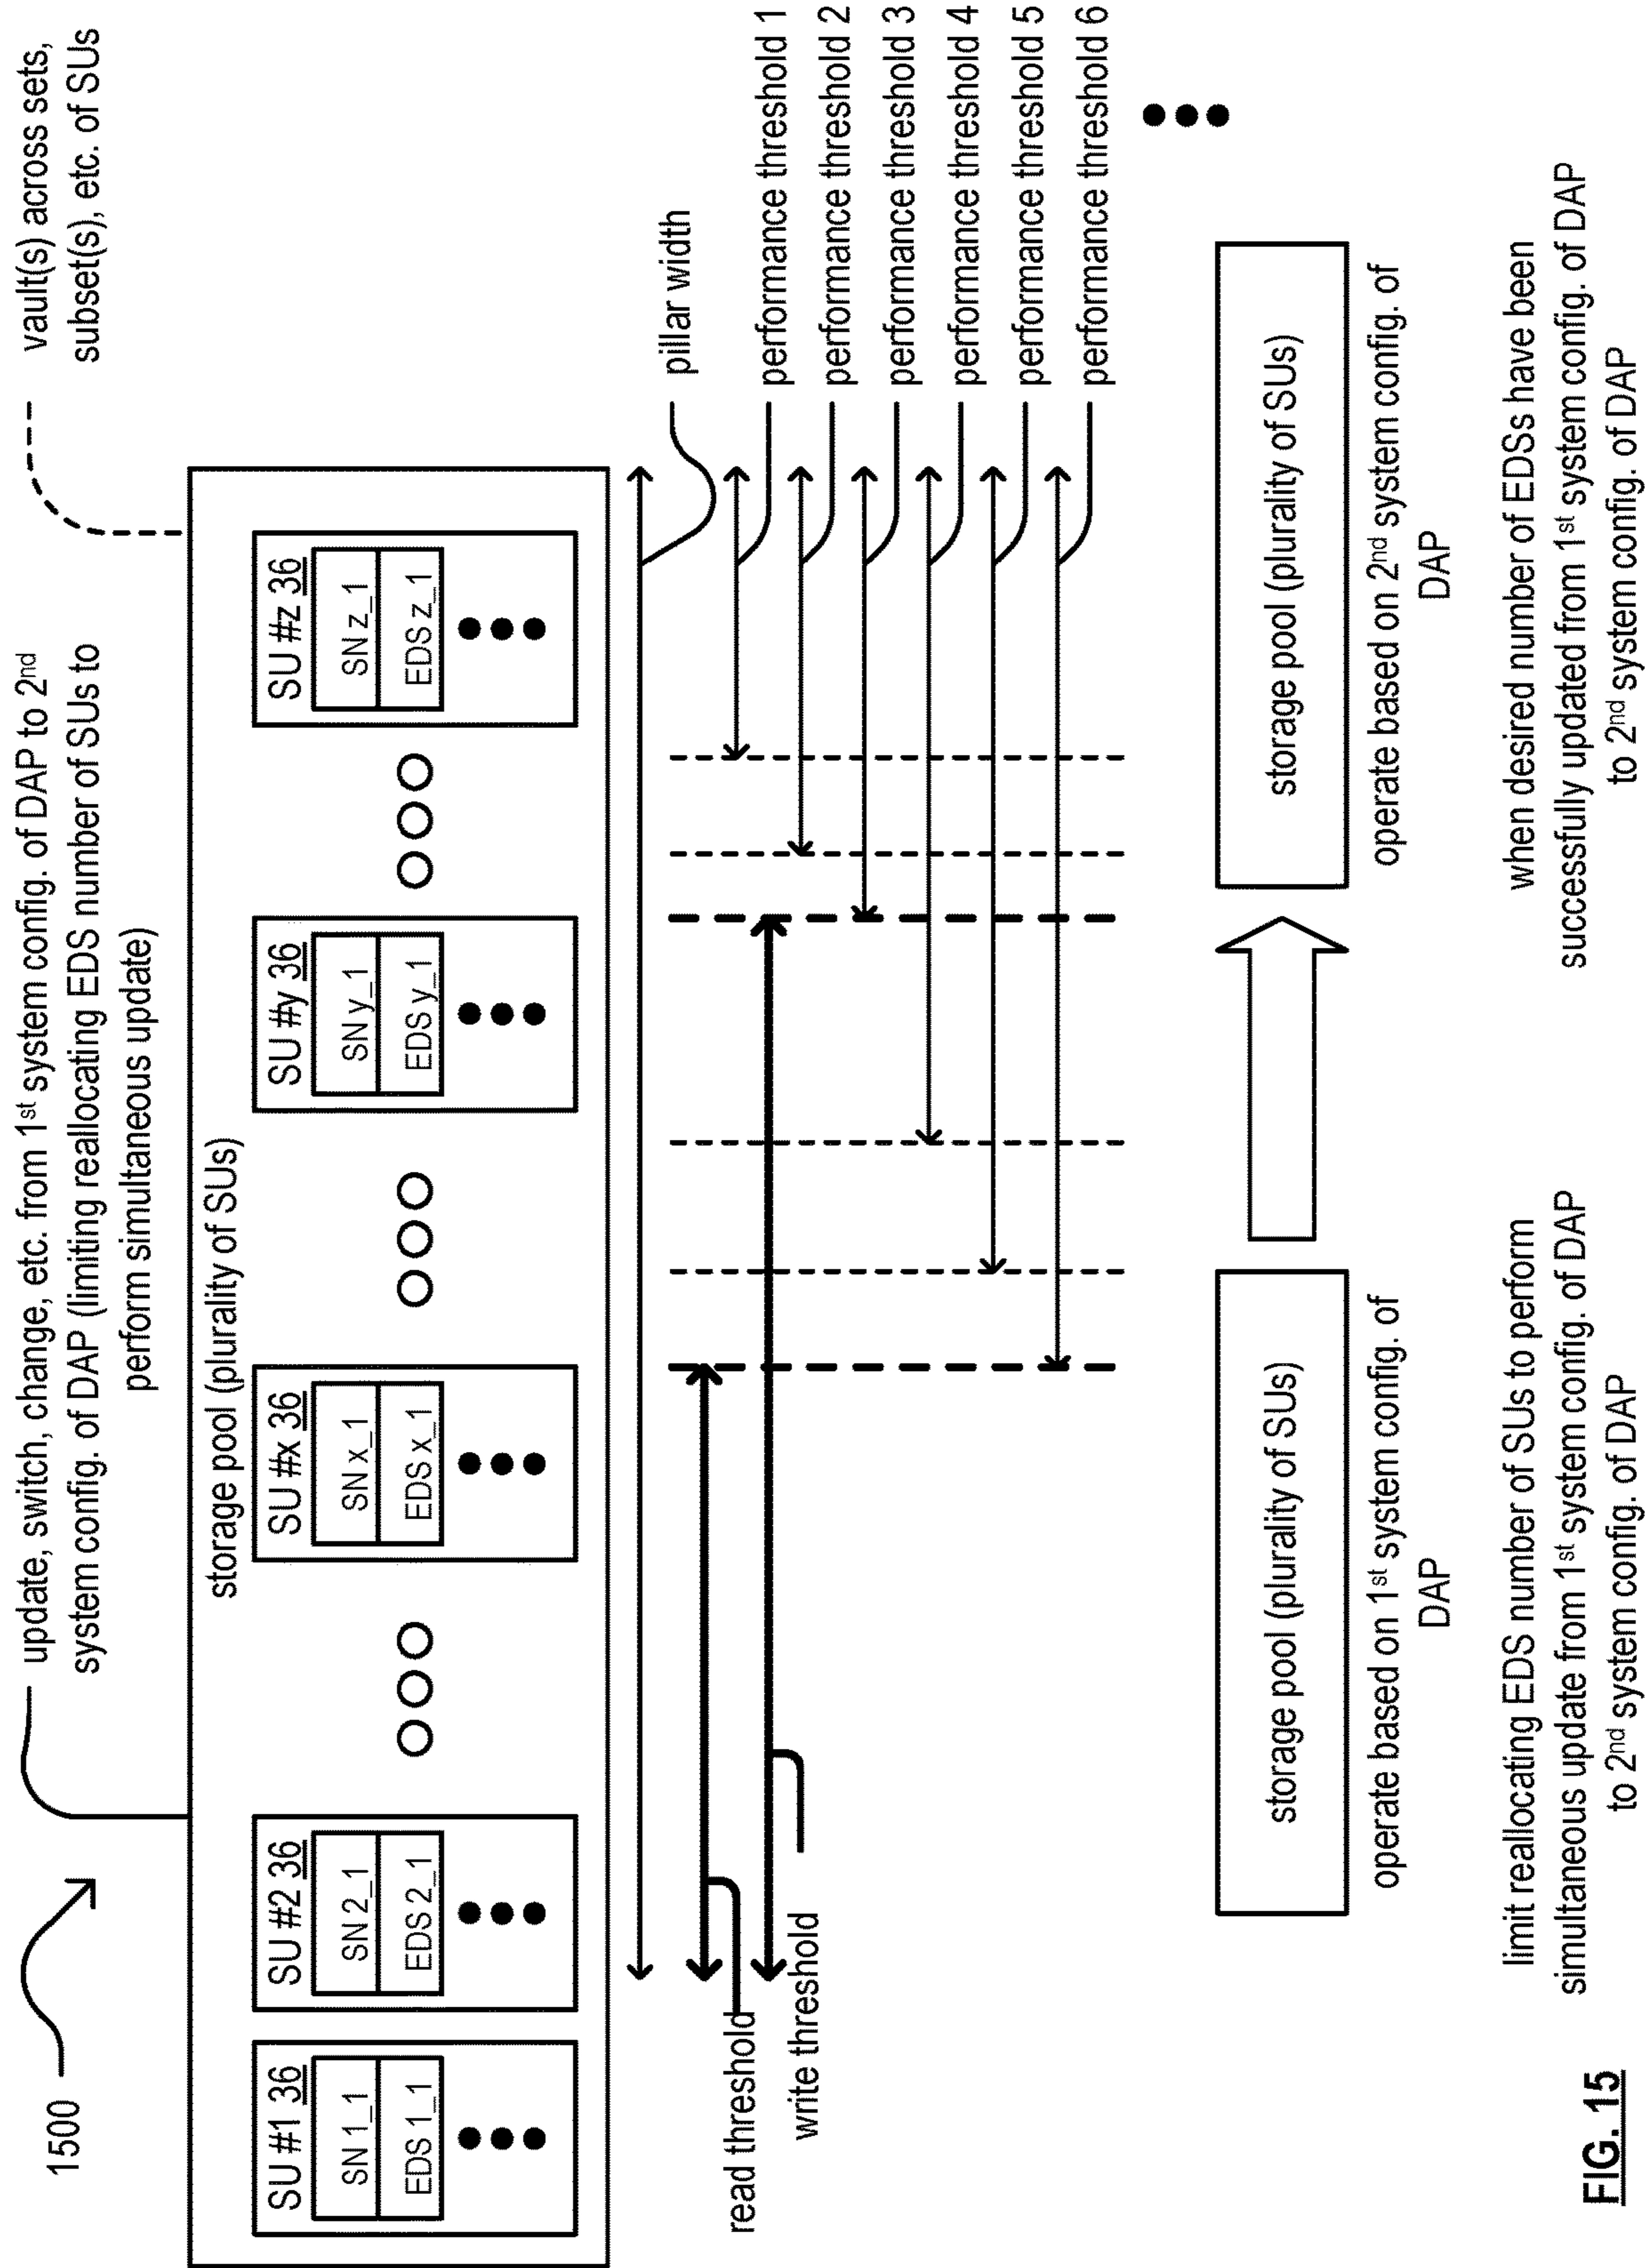 1500
update, switch, change, etc. from 1st system config. of DAP to 2nd
system config. of DAP (limiting reallocating EDS number of SUs to
perform simultaneous update)
vault(s) across sets,
subset(s), etc. of SUs
storage pool (plurality of SUs)
SU #1 36
SN 1_1
EDS 1_1
SU #2 36
SN 2_1
EDS 2_1
SU #x 36
SN x_1
EDS x_1
SU #y 36
SN y_1
EDS y_1
SU #z 36
SN z_1
EDS z_1
pillar width
read threshold
write threshold
performance threshold 1
performance threshold 2
performance threshold 3
performance threshold 4
performance threshold 5
performance threshold 6
storage pool (plurality of SUs)
operate based on 1st system config. of
DAP
limit reallocating EDS number of SUs to perform
simultaneous update from 1st system config. of DAP
to 2nd system config. of DAP
storage pool (plurality of SUs)
operate based on 2nd system config. of
DAP
when desired number of EDSs have been
successfully updated from 1st system config. of DAP
to 2nd system config. of DAP
FIG. 15